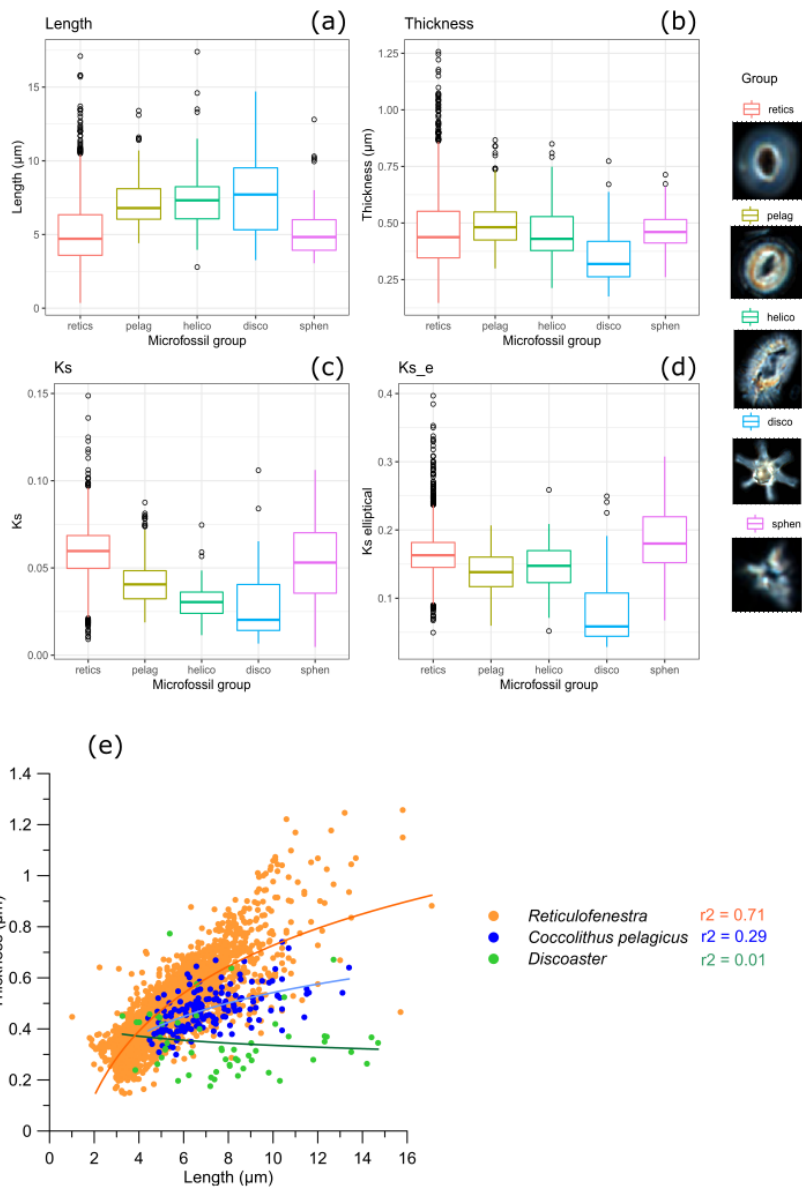 Length
(a)
15
10
5
0
Length (µm)
retics pelag helico disco sphen
Microfossil group
Thickness
(b)
1.25
1.00
0.75
0.50
0.25
Thickness (µm)
retics pelag helico disco sphen
Microfossil group
Group
retics
pelag
helico
disco
sphen
Ks
(c)
0.15
0.10
0.05
0.00
Ks
retics pelag helico disco sphen
Microfossil group
Ks_e
(d)
0.4
0.3
0.2
0.1
Ks elliptical
retics pelag helico disco sphen
Microfossil group
(e)
1.4
1.2
1
0.8
0.6
0.4
0.2
0
(µm)
0 2 4 6 8 10 12 14 16
Length (µm)
Reticulofenestra r2 = 0.71
Coccolithus pelagicus r2 = 0.29
Discoaster r2 = 0.01